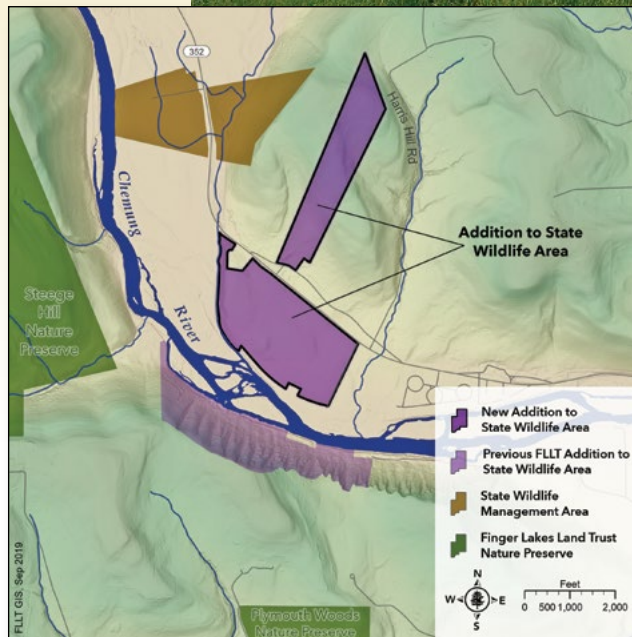 352
Harris Hill Rd
Chemung
River
Addition to State
Wildlife Area
Steege
Hill
Nature
Preserve
New Addition to
State Wildlife Area
Previous FLLT Addition to
State Wildlife Area
State Wildlife
Management Area
Finger Lakes Land Trust
Nature Preserve
N
W
E
S
Feet
0 500 1,000 2,000
Plymouth Woods
Nature Preserve
FLLT GIS, Sep 2019